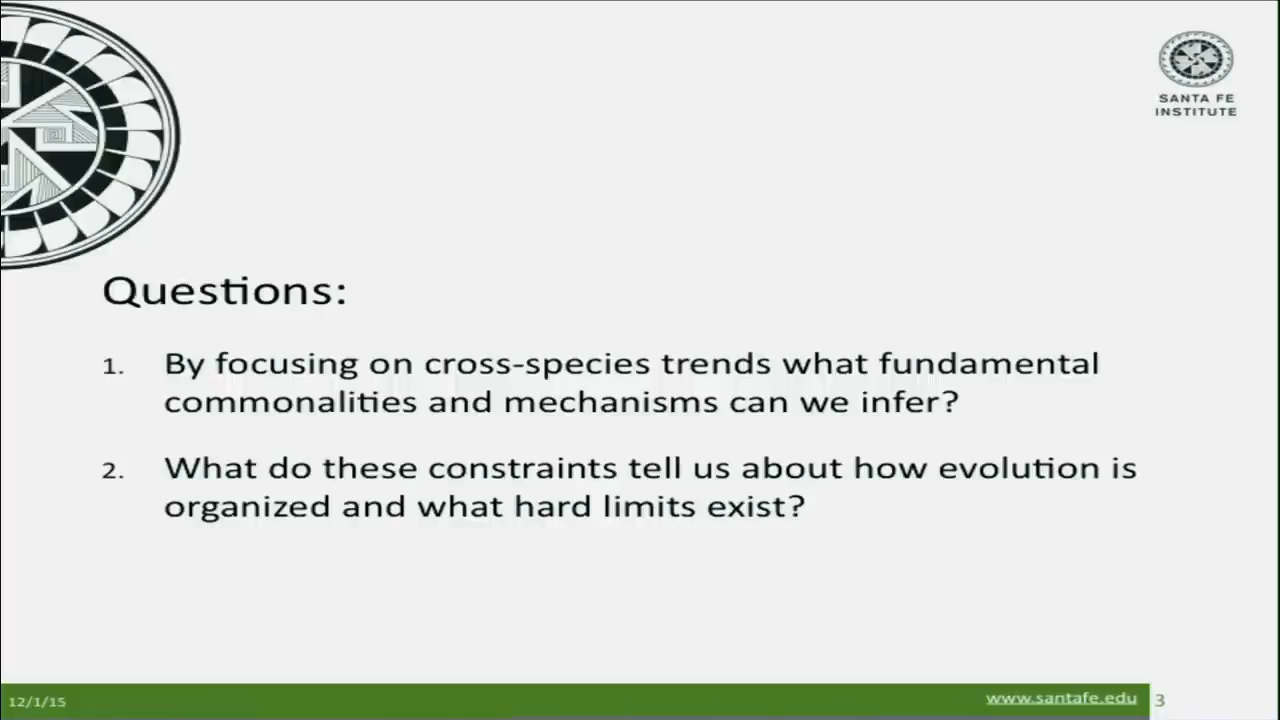 SANTA FE
INSTITUTE
Questions:
1. By focusing on cross-species trends what fundamental
commonalities and mechanisms can we infer?
2. What do these constraints tell us about how evolution is
organized and what hard limits exist?
12/1/15
www.santafe.edu 3